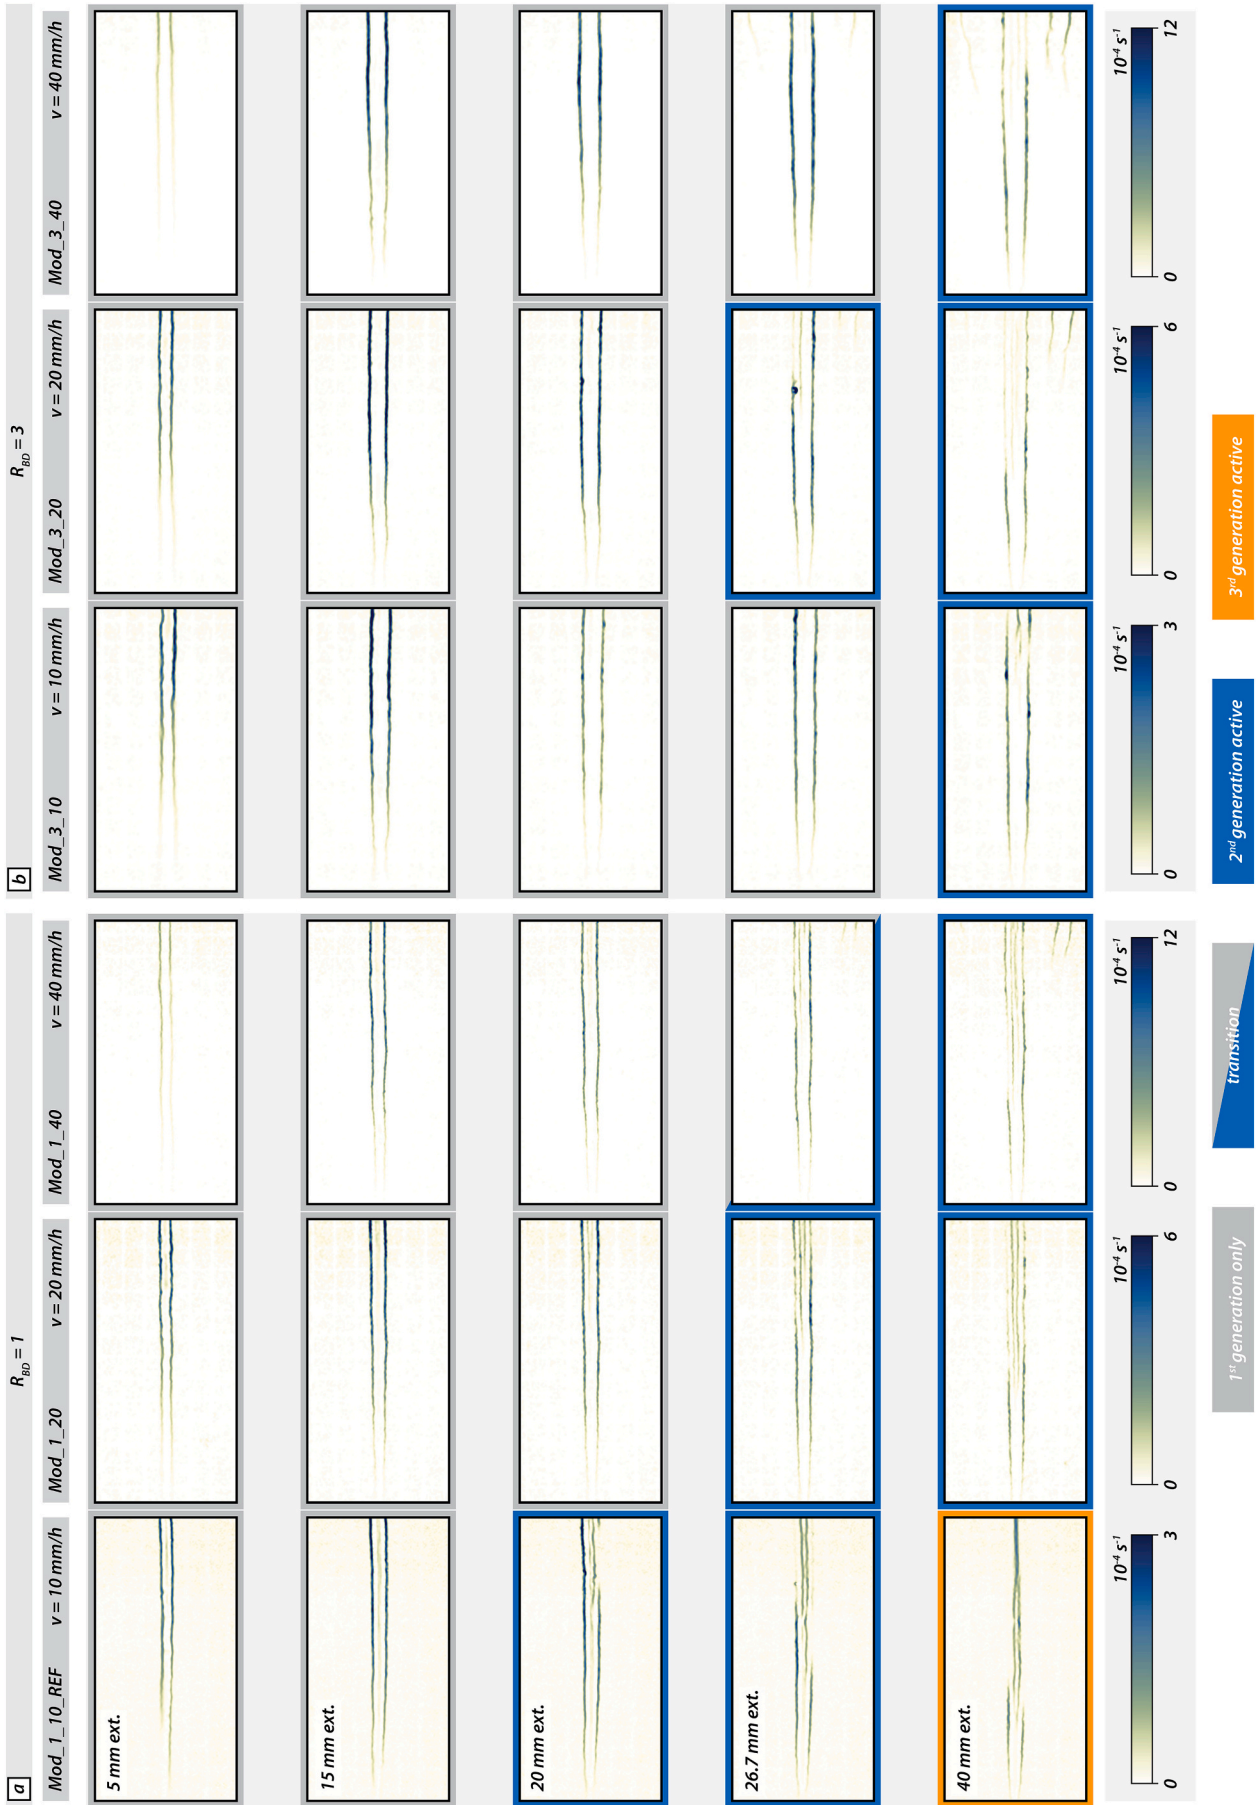 a
R_BD = 1
Mod_1_10_REF v = 10 mm/h
Mod_1_20 v = 20 mm/h
Mod_1_40 v = 40 mm/h
b
R_BD = 3
Mod_3_10 v = 10 mm/h
Mod_3_20 v = 20 mm/h
Mod_3_40 v = 40 mm/h
5 mm ext.
15 mm ext.
20 mm ext.
26.7 mm ext.
40 mm ext.
0 10⁻⁴ s⁻¹ 3
0 10⁻⁴ s⁻¹ 6
0 10⁻⁴ s⁻¹ 12
0 10⁻⁴ s⁻¹ 3
0 10⁻⁴ s⁻¹ 6
0 10⁻⁴ s⁻¹ 12
1st generation only
transition
2nd generation active
3rd generation active